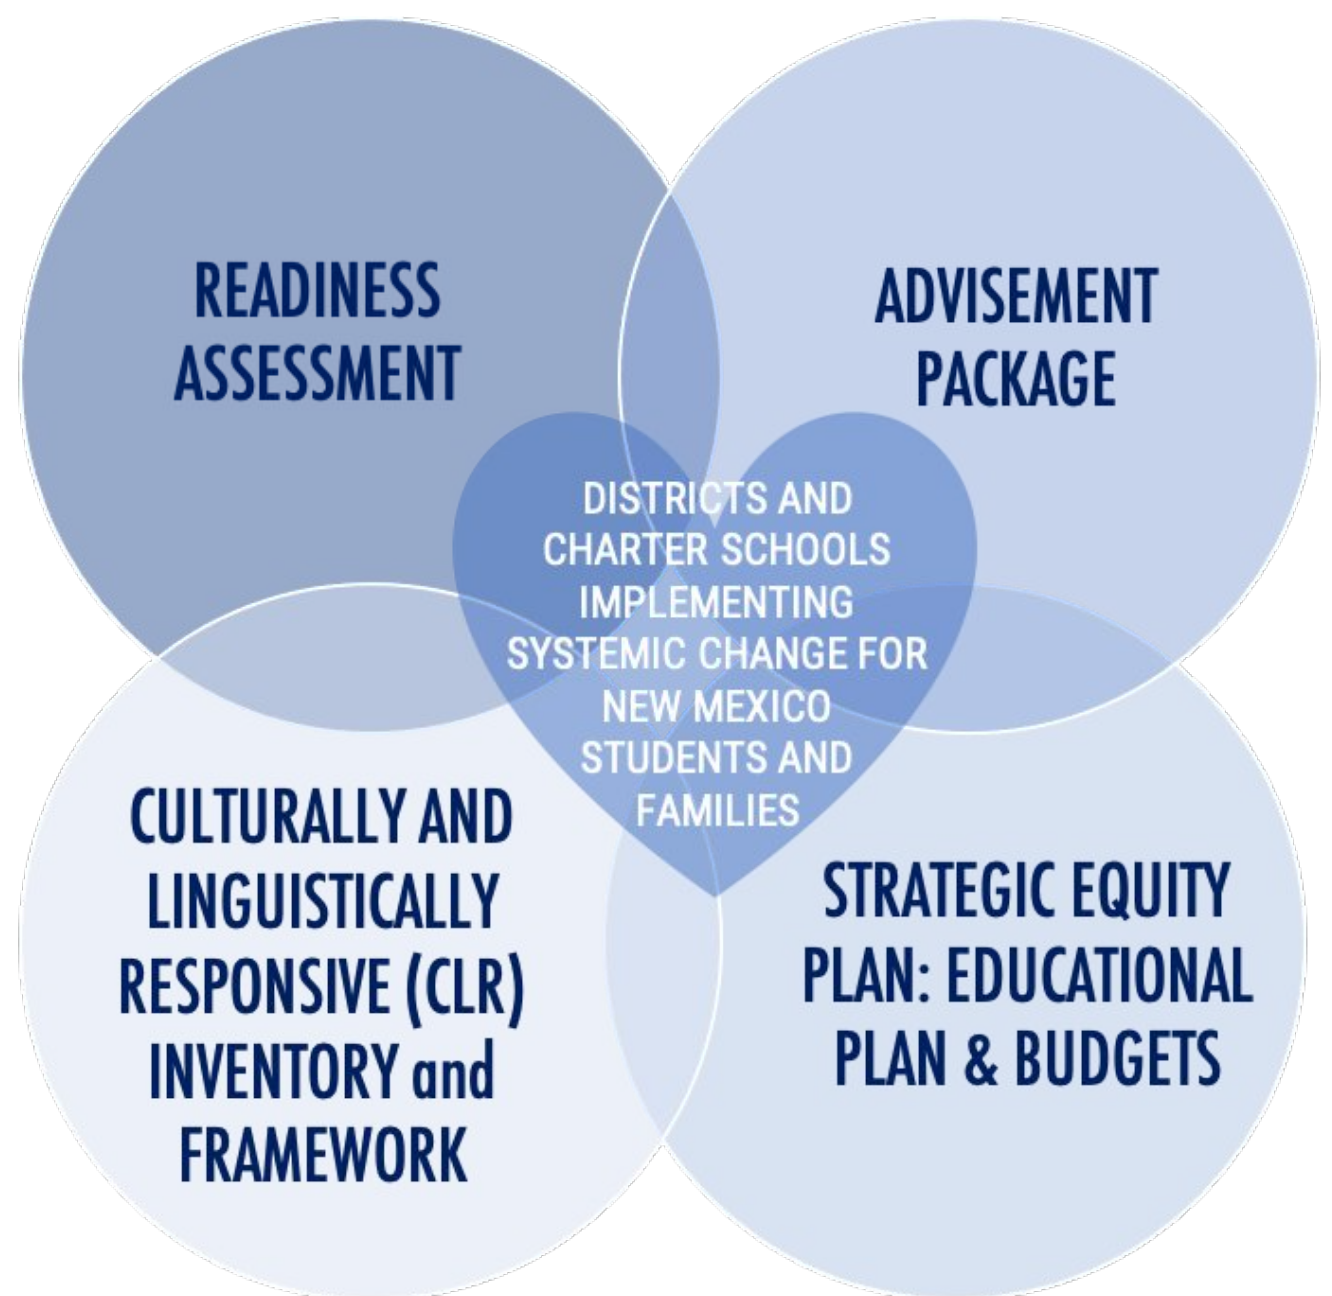 READINESS
ASSESSMENT
ADVISEMENT
PACKAGE
DISTRICTS AND
CHARTER SCHOOLS
IMPLEMENTING
SYSTEMIC CHANGE FOR
NEW MEXICO
STUDENTS AND
FAMILIES
CULTURALLY AND
LINGUISTICALLY
RESPONSIVE (CLR)
INVENTORY and
FRAMEWORK
STRATEGIC EQUITY
PLAN: EDUCATIONAL
PLAN & BUDGETS